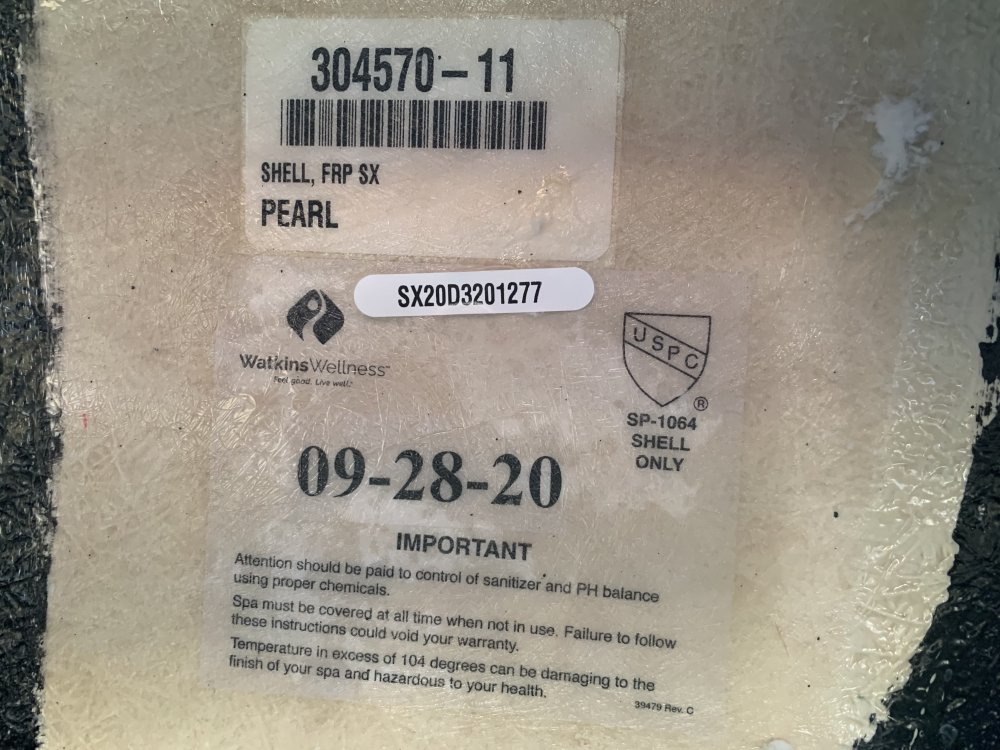 304570-11
SHELL, FRP SX
PEARL
SX20D3201277
WatkinsWellness™
Feel good. Live well.™
USPC
®
SP-1064
SHELL
ONLY
09-28-20
IMPORTANT
Attention should be paid to control of sanitizer and PH balance
using proper chemicals.
Spa must be covered at all time when not in use. Failure to follow
these instructions could void your warranty.
Temperature in excess of 104 degrees can be damaging to the
finish of your spa and hazardous to your health.
39479 Rev. C